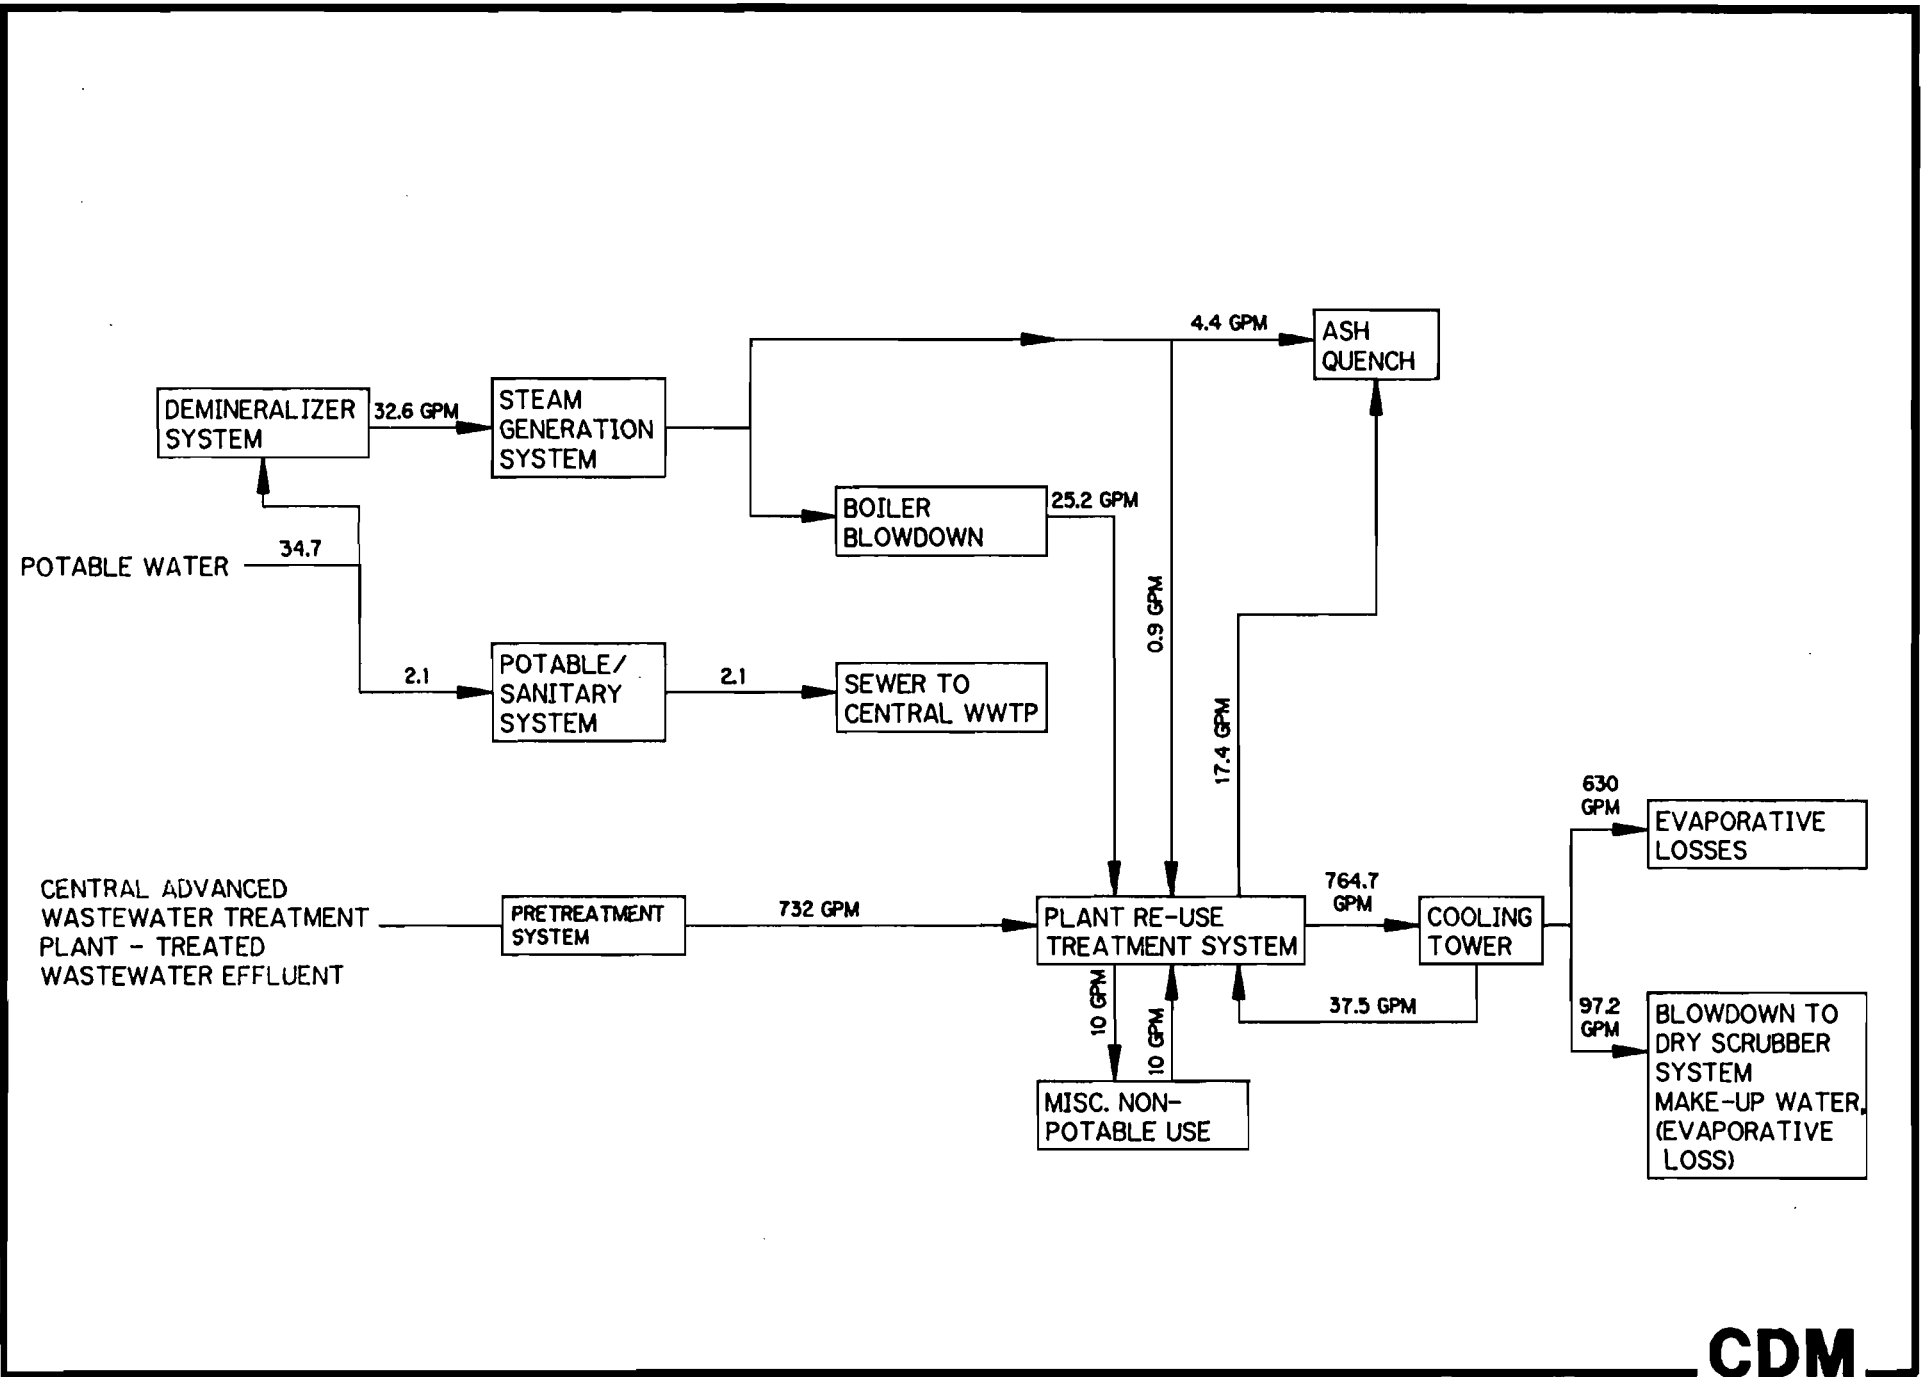 4.4 GPM
ASH
QUENCH
DEMINERALIZER
SYSTEM
32.6 GPM
STEAM
GENERATION
SYSTEM
BOILER
BLOWDOWN
25.2 GPM
POTABLE WATER
34.7
0.9 GPM
2.1
POTABLE/
SANITARY
SYSTEM
2.1
SEWER TO
CENTRAL WWTP
17.4 GPM
630
GPM
EVAPORATIVE
LOSSES
CENTRAL ADVANCED
WASTEWATER TREATMENT
PLANT - TREATED
WASTEWATER EFFLUENT
PRETREATMENT
SYSTEM
732 GPM
PLANT RE-USE
TREATMENT SYSTEM
764.7
GPM
COOLING
TOWER
10 GPM
10 GPM
37.5 GPM
97.2
GPM
BLOWDOWN TO
DRY SCRUBBER
SYSTEM
MAKE-UP WATER.
(EVAPORATIVE
LOSS)
MISC. NON-
POTABLE USE
CDM